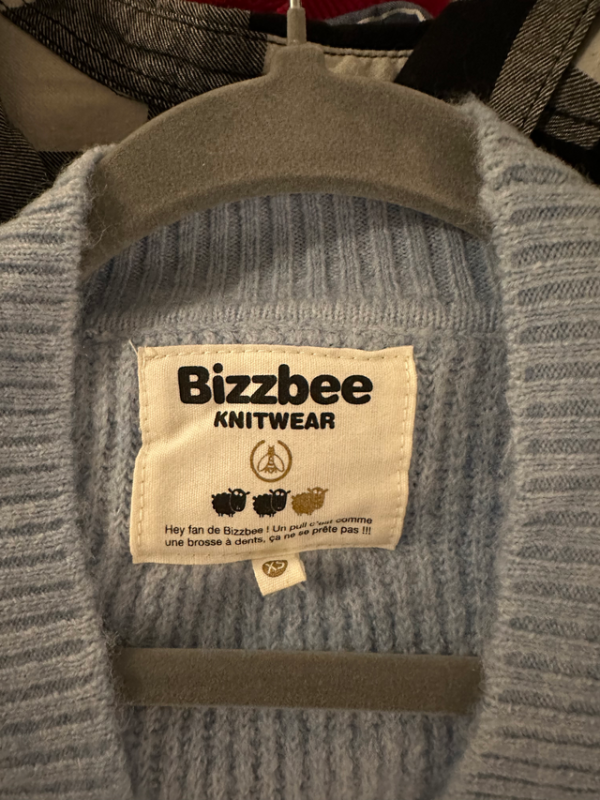 Bizzbee
KNITWEAR
Hey fan de Bizzbee ! Un pull c'est comme
une brosse à dents, ça ne se prête pas !!!
XS